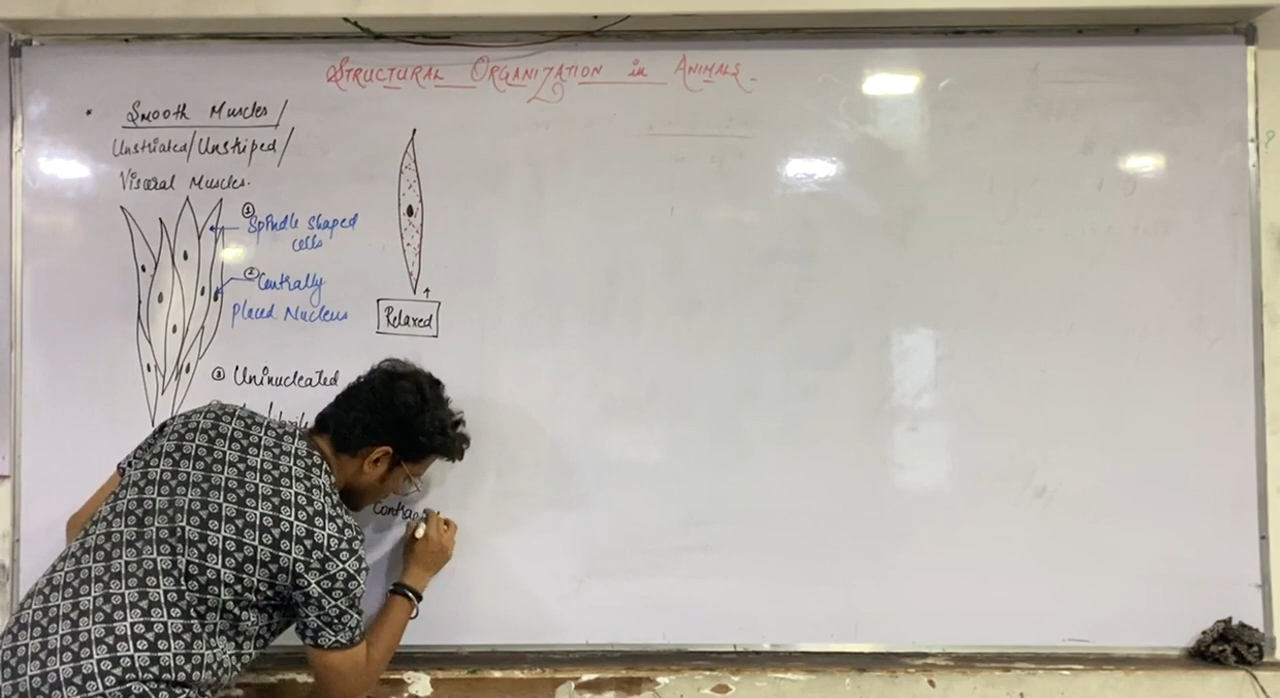 STRUCTURAL ORGANIZATION in ANIMALS.
* Smooth Muscles/
Unstriated/Unstriped/
Visceral Muscles.
① Spindle shaped
cells
② Centrally
Placed Nucleus
③ Uninucleated
Relaxed